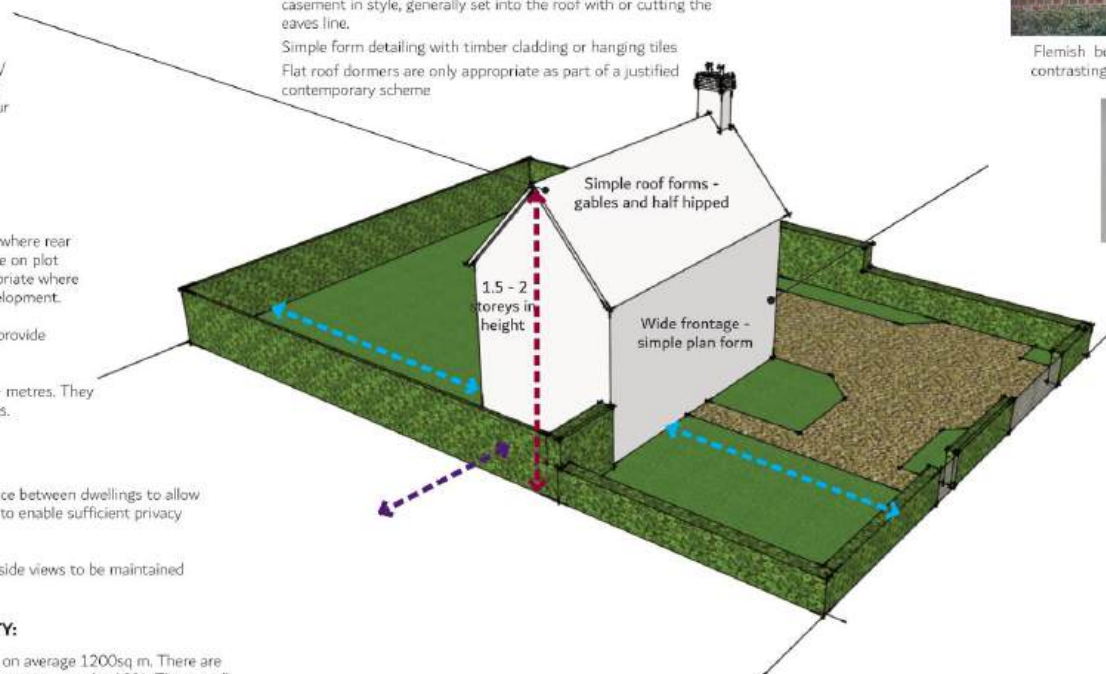 casement in style, generally set into the roof with or cutting the
eaves line.
Simple form detailing with timber cladding or hanging tiles
Flat roof dormers are only appropriate as part of a justified
contemporary scheme
Flemish
contrasting
where rear
on plot
where
provide
metres. They
between dwellings to allow
to enable sufficient privacy
side views to be maintained
on average 1200sq m. There are
Simple roof forms -
gables and half hipped
1.5 - 2
storeys in
height
Wide frontage -
simple plan form